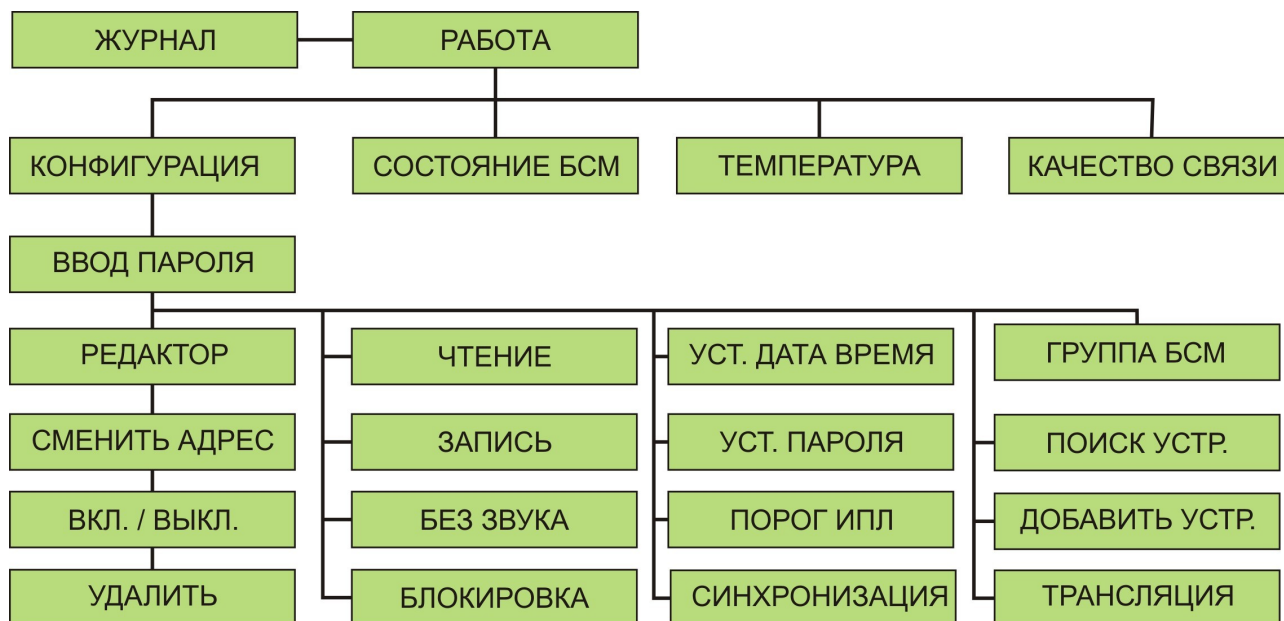 ЖУРНАЛ
РАБОТА
КОНФИГУРАЦИЯ
СОСТОЯНИЕ БСМ
ТЕМПЕРАТУРА
КАЧЕСТВО СВЯЗИ
ВВОД ПАРОЛЯ
РЕДАКТОР
ЧТЕНИЕ
УСТ. ДАТА ВРЕМЯ
ГРУППА БСМ
СМЕНИТЬ АДРЕС
ЗАПИСЬ
УСТ. ПАРОЛЯ
ПОИСК УСТР.
ВКЛ. / ВЫКЛ.
БЕЗ ЗВУКА
ПОРОГ ИПЛ
ДОБАВИТЬ УСТР.
УДАЛИТЬ
БЛОКИРОВКА
СИНХРОНИЗАЦИЯ
ТРАНСЛЯЦИЯ